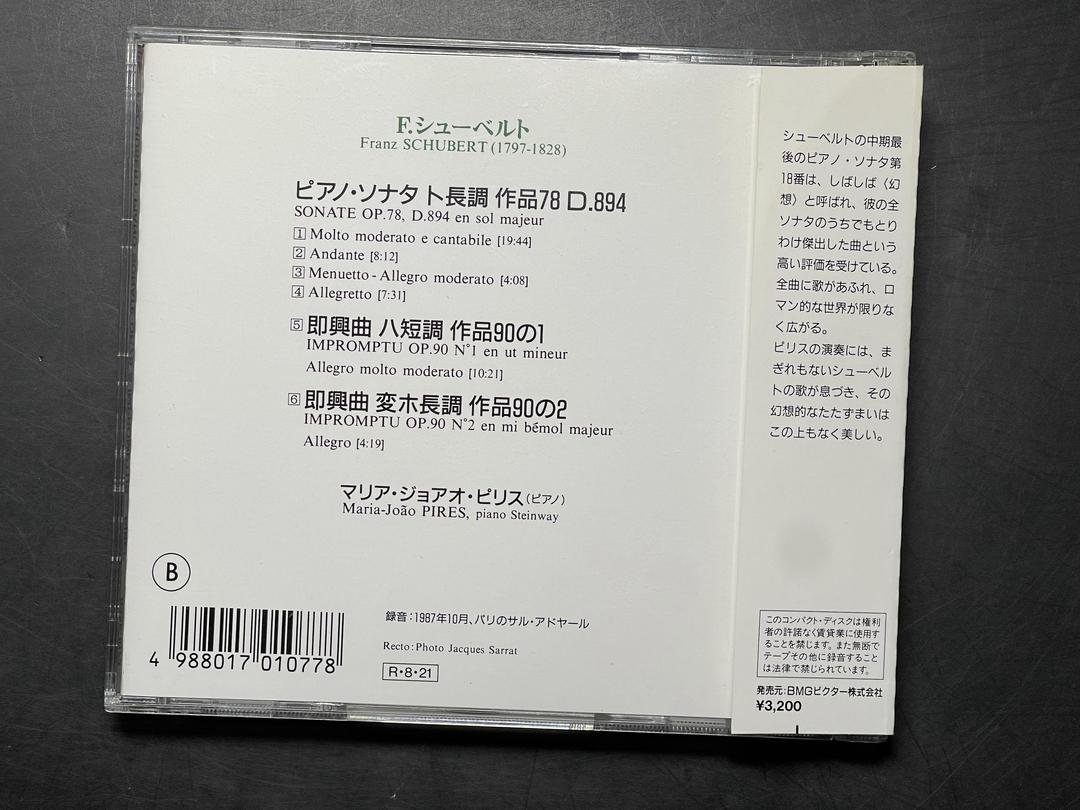 F.シューベルト
Franz SCHUBERT (1797-1828)
ピアノ・ソナタ ト長調 作品78 D.894
SONATE OP.78, D.894 en sol majeur
1 Molto moderato e cantabile [19:44]
2 Andante [8:12]
3 Menuetto - Allegro moderato [4:08]
4 Allegretto [7:31]
5 即興曲 ハ短調 作品90の1
IMPROMPTU OP.90 N°1 en ut mineur
Allegro molto moderato [10:21]
6 即興曲 変ホ長調 作品90の2
IMPROMPTU OP.90 N°2 en mi bémol majeur
Allegro [4:19]
マリア・ジョアオ・ピリス(ピアノ)
Maria-João PIRES, piano Steinway
B
4 988017 010778
録音:1987年10月、パリのサル・アドヤール
Recto: Photo Jacques Sarrat
R・8・21
シューベルトの中期最
後のピアノ・ソナタ第
18番は、しばしば〈幻
想〉と呼ばれ、彼の全
ソナタのうちでもとり
わけ傑出した曲という
高い評価を受けている。
全曲に歌があふれ、ロ
マン的な世界が限りな
く広がる。
ピリスの演奏には、ま
ぎれもないシューベル
トの歌が息づき、その
幻想的なたたずまいは
この上もなく美しい。
このコンパクト・ディスクは権利
者の許諾なく賃貸業に使用す
ることを禁じます。また無断で
テープその他に録音すること
は法律で禁じられています。
発売元:BMGビクター株式会社
¥3,200